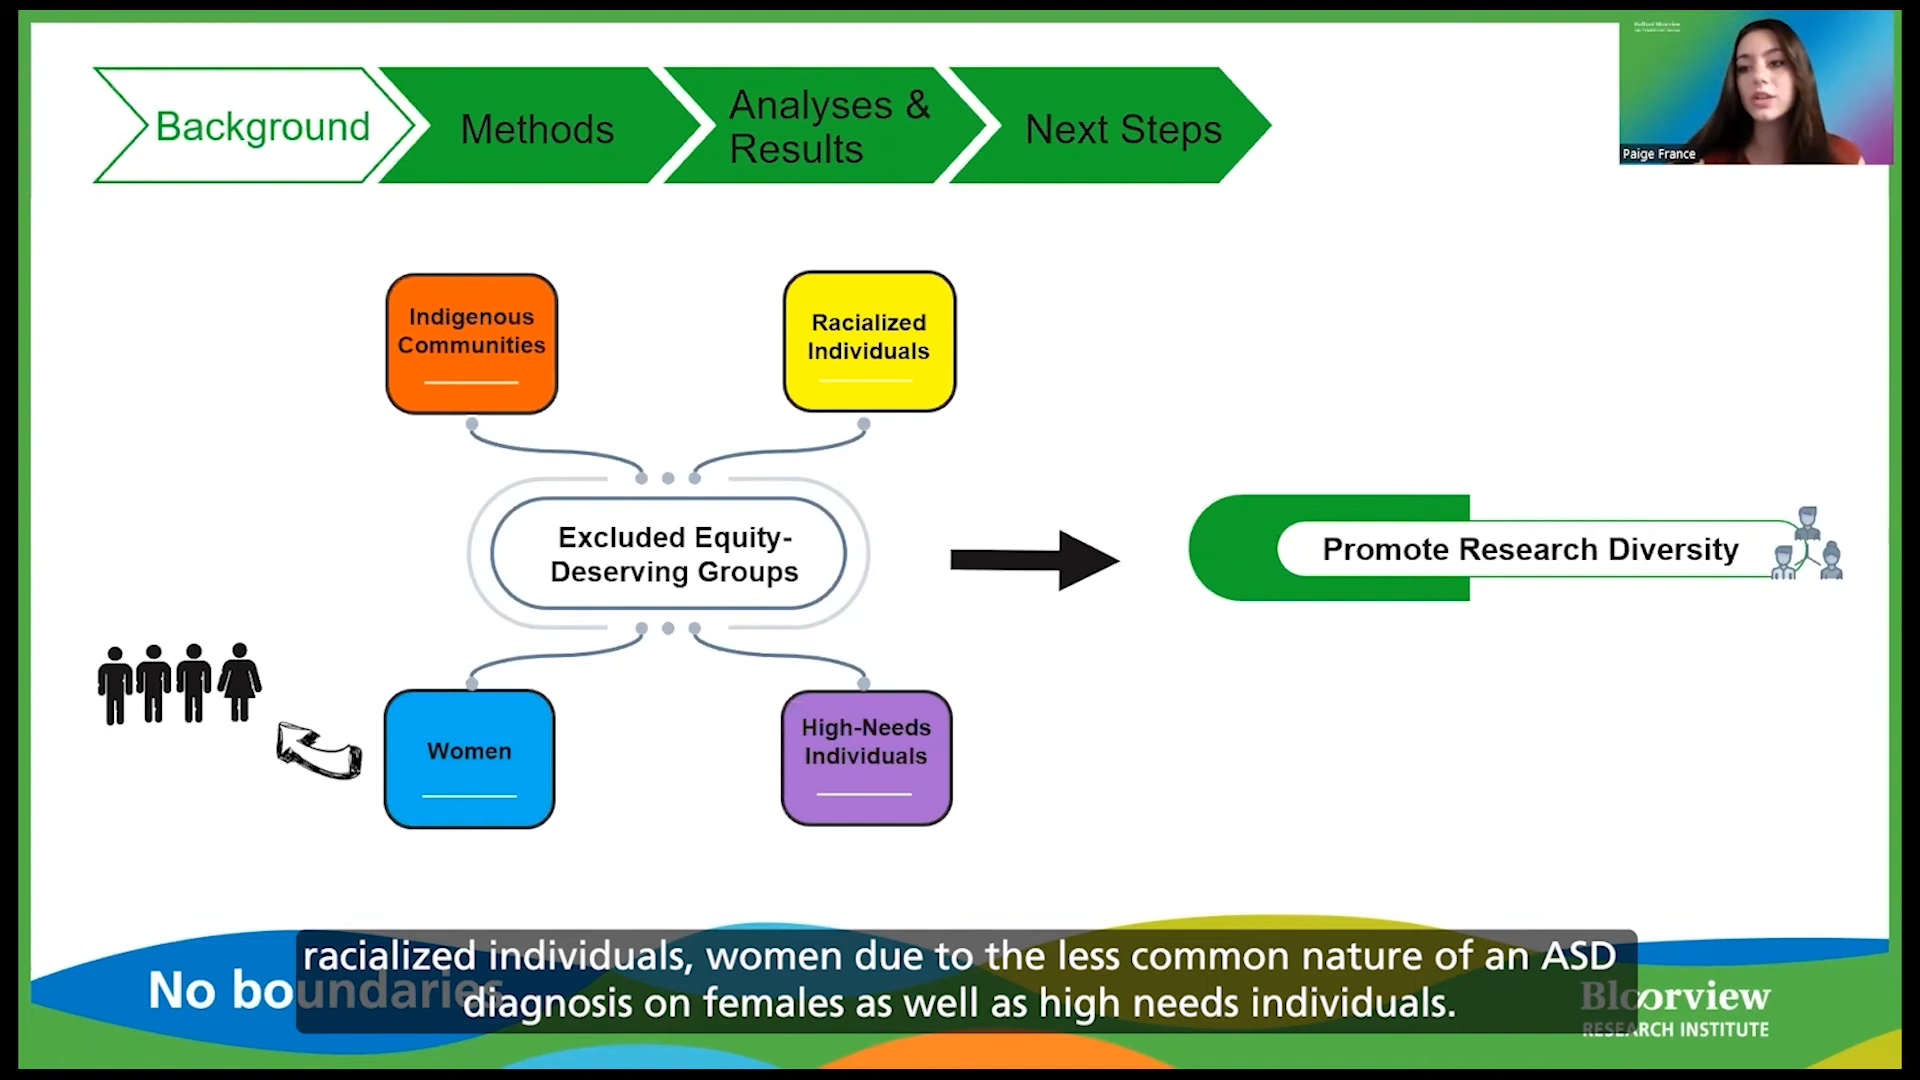 Background
Methods
Analyses &
Results
Next Steps
Paige France
Indigenous
Communities
Racialized
Individuals
Excluded Equity-
Deserving Groups
Promote Research Diversity
Women
High-Needs
Individuals
No boundaries
racialized individuals, women due to the less common nature of an ASD
diagnosis on females as well as high needs individuals.
Bloorview
RESEARCH INSTITUTE